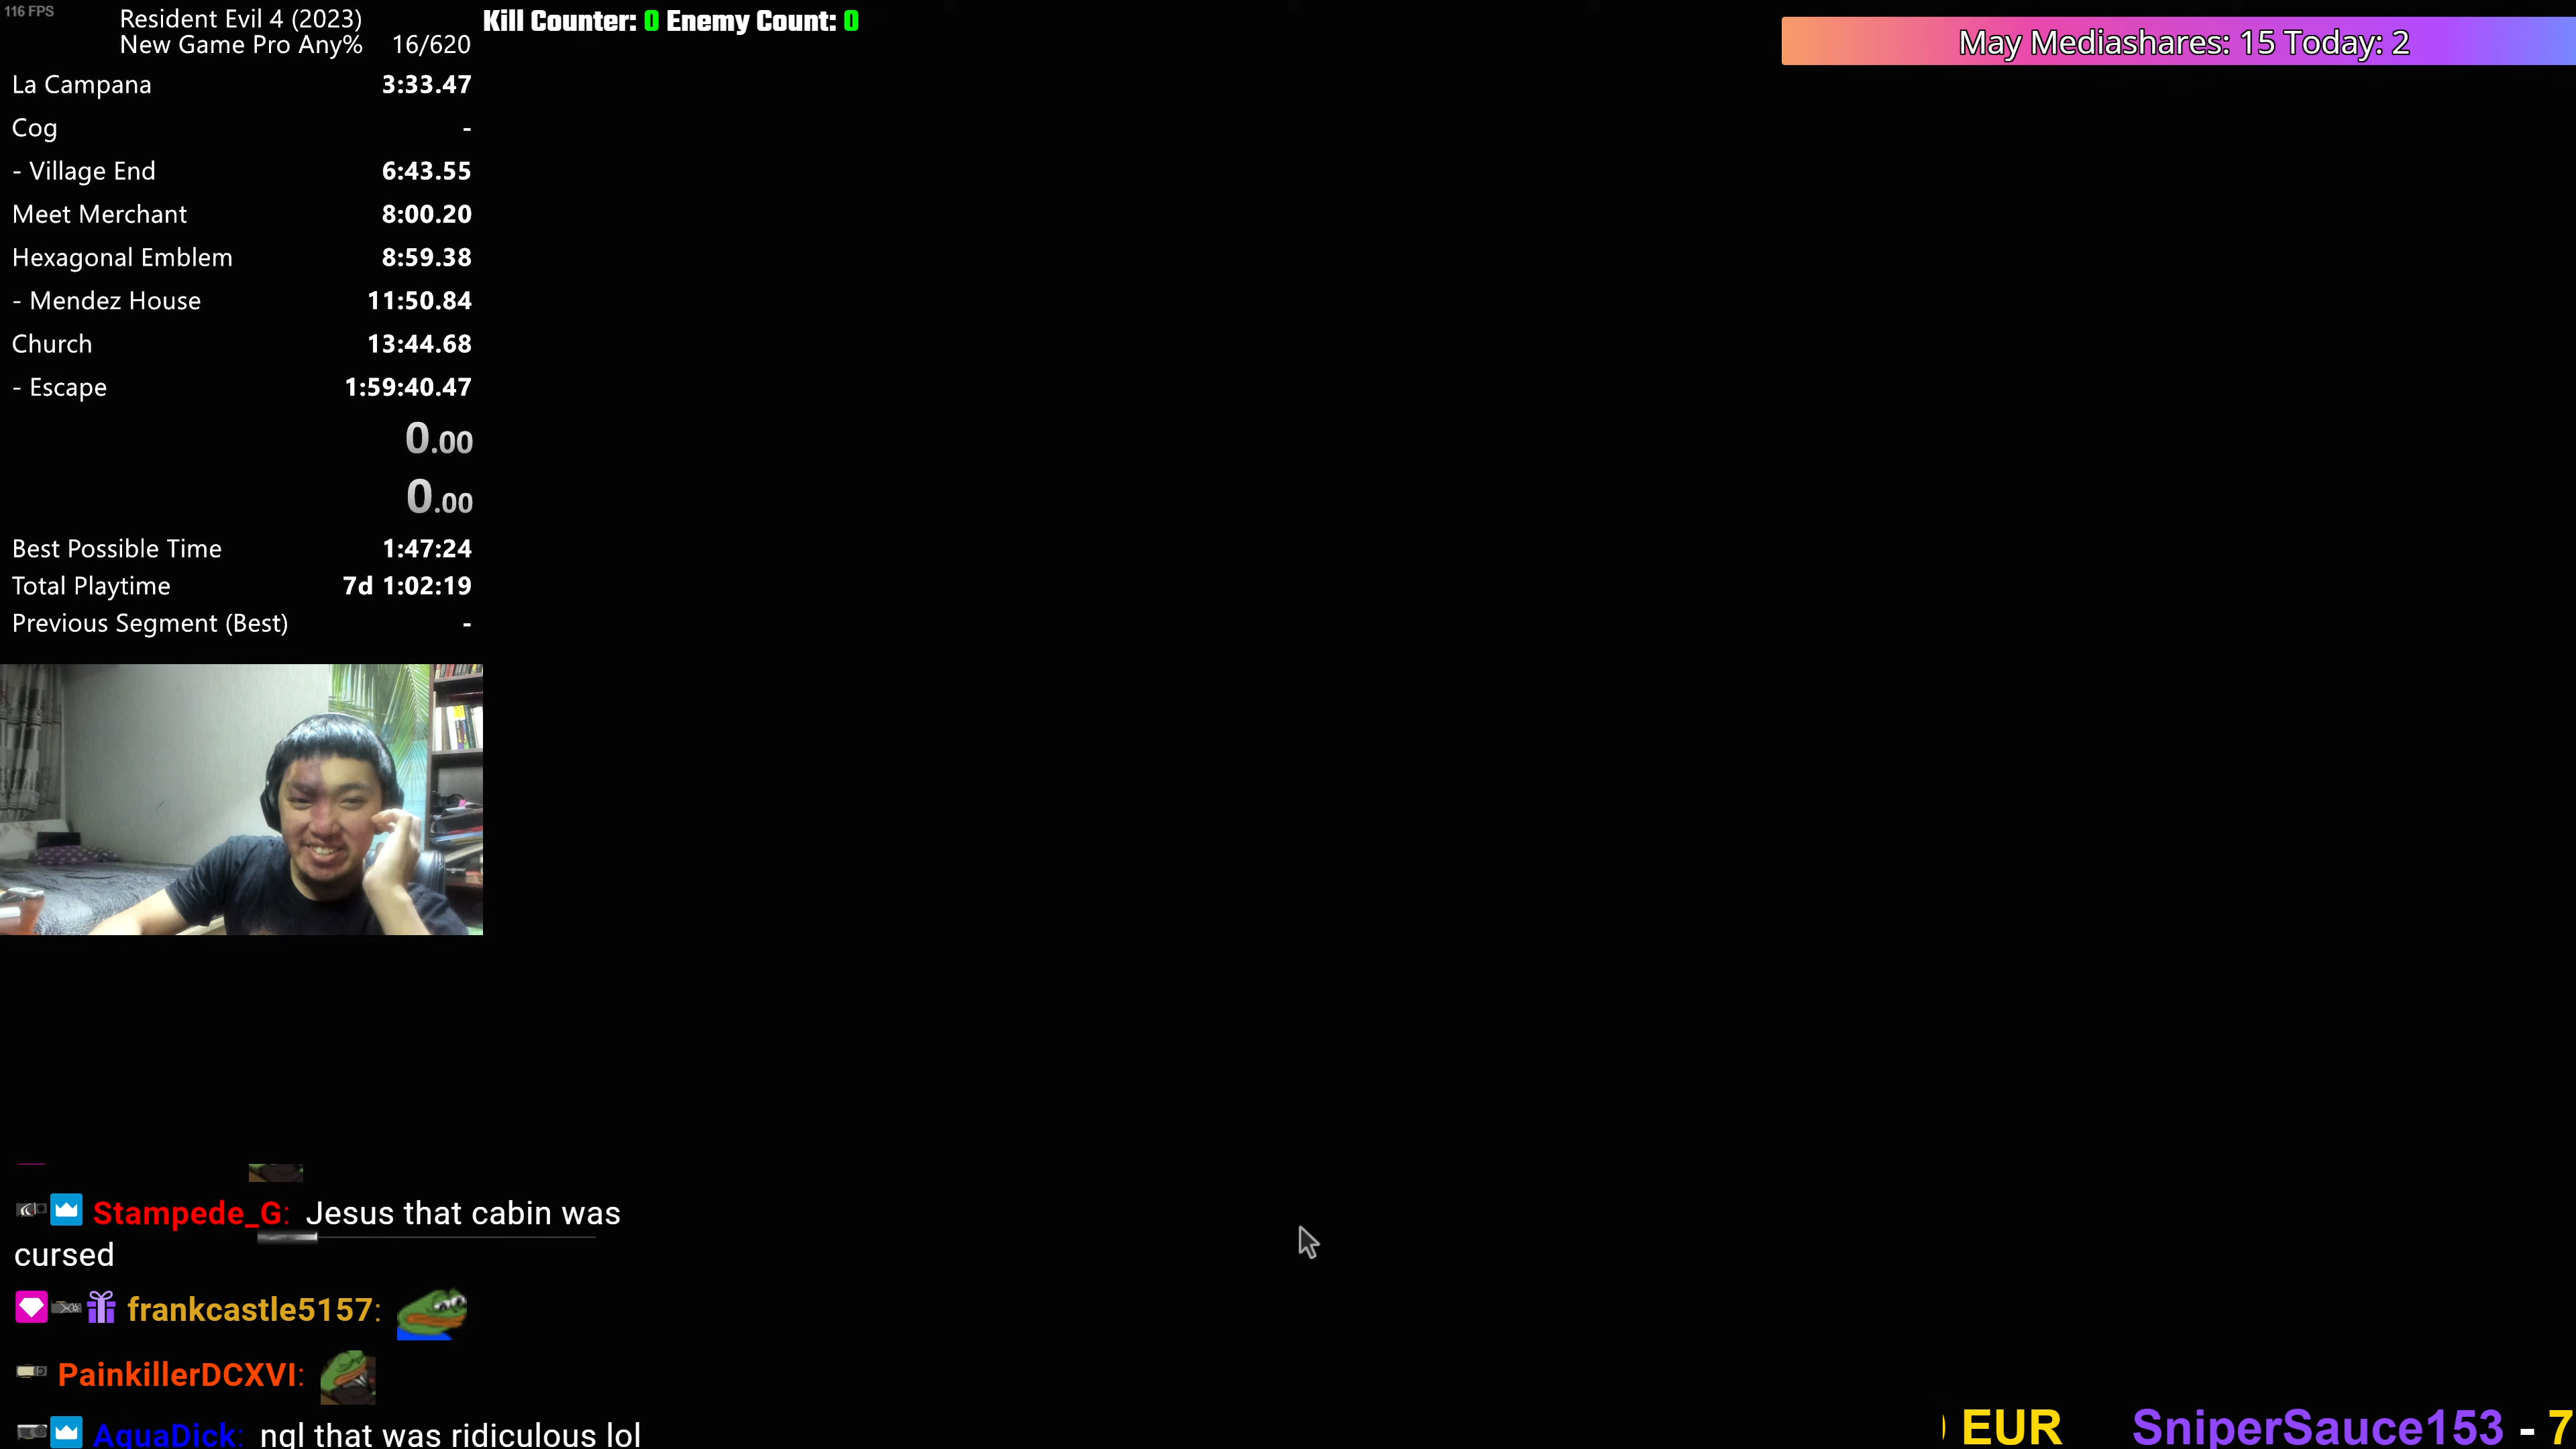 116 FPS
Resident Evil 4 (2023)
New Game Pro Any% 16/620
Kill Counter: 0 Enemy Count: 0
May Mediashares: 15 Today: 2
La Campana 3:33.47
Cog -
- Village End 6:43.55
Meet Merchant 8:00.20
Hexagonal Emblem 8:59.38
- Mendez House 11:50.84
Church 13:44.68
- Escape 1:59:40.47
0.00
0.00
Best Possible Time 1:47:24
Total Playtime 7d 1:02:19
Previous Segment (Best) -
Stampede_G: Jesus that cabin was
cursed
frankcastle5157:
PainkillerDCXVI:
AquaDick: ngl that was ridiculous lol
EUR SniperSauce153 - 7